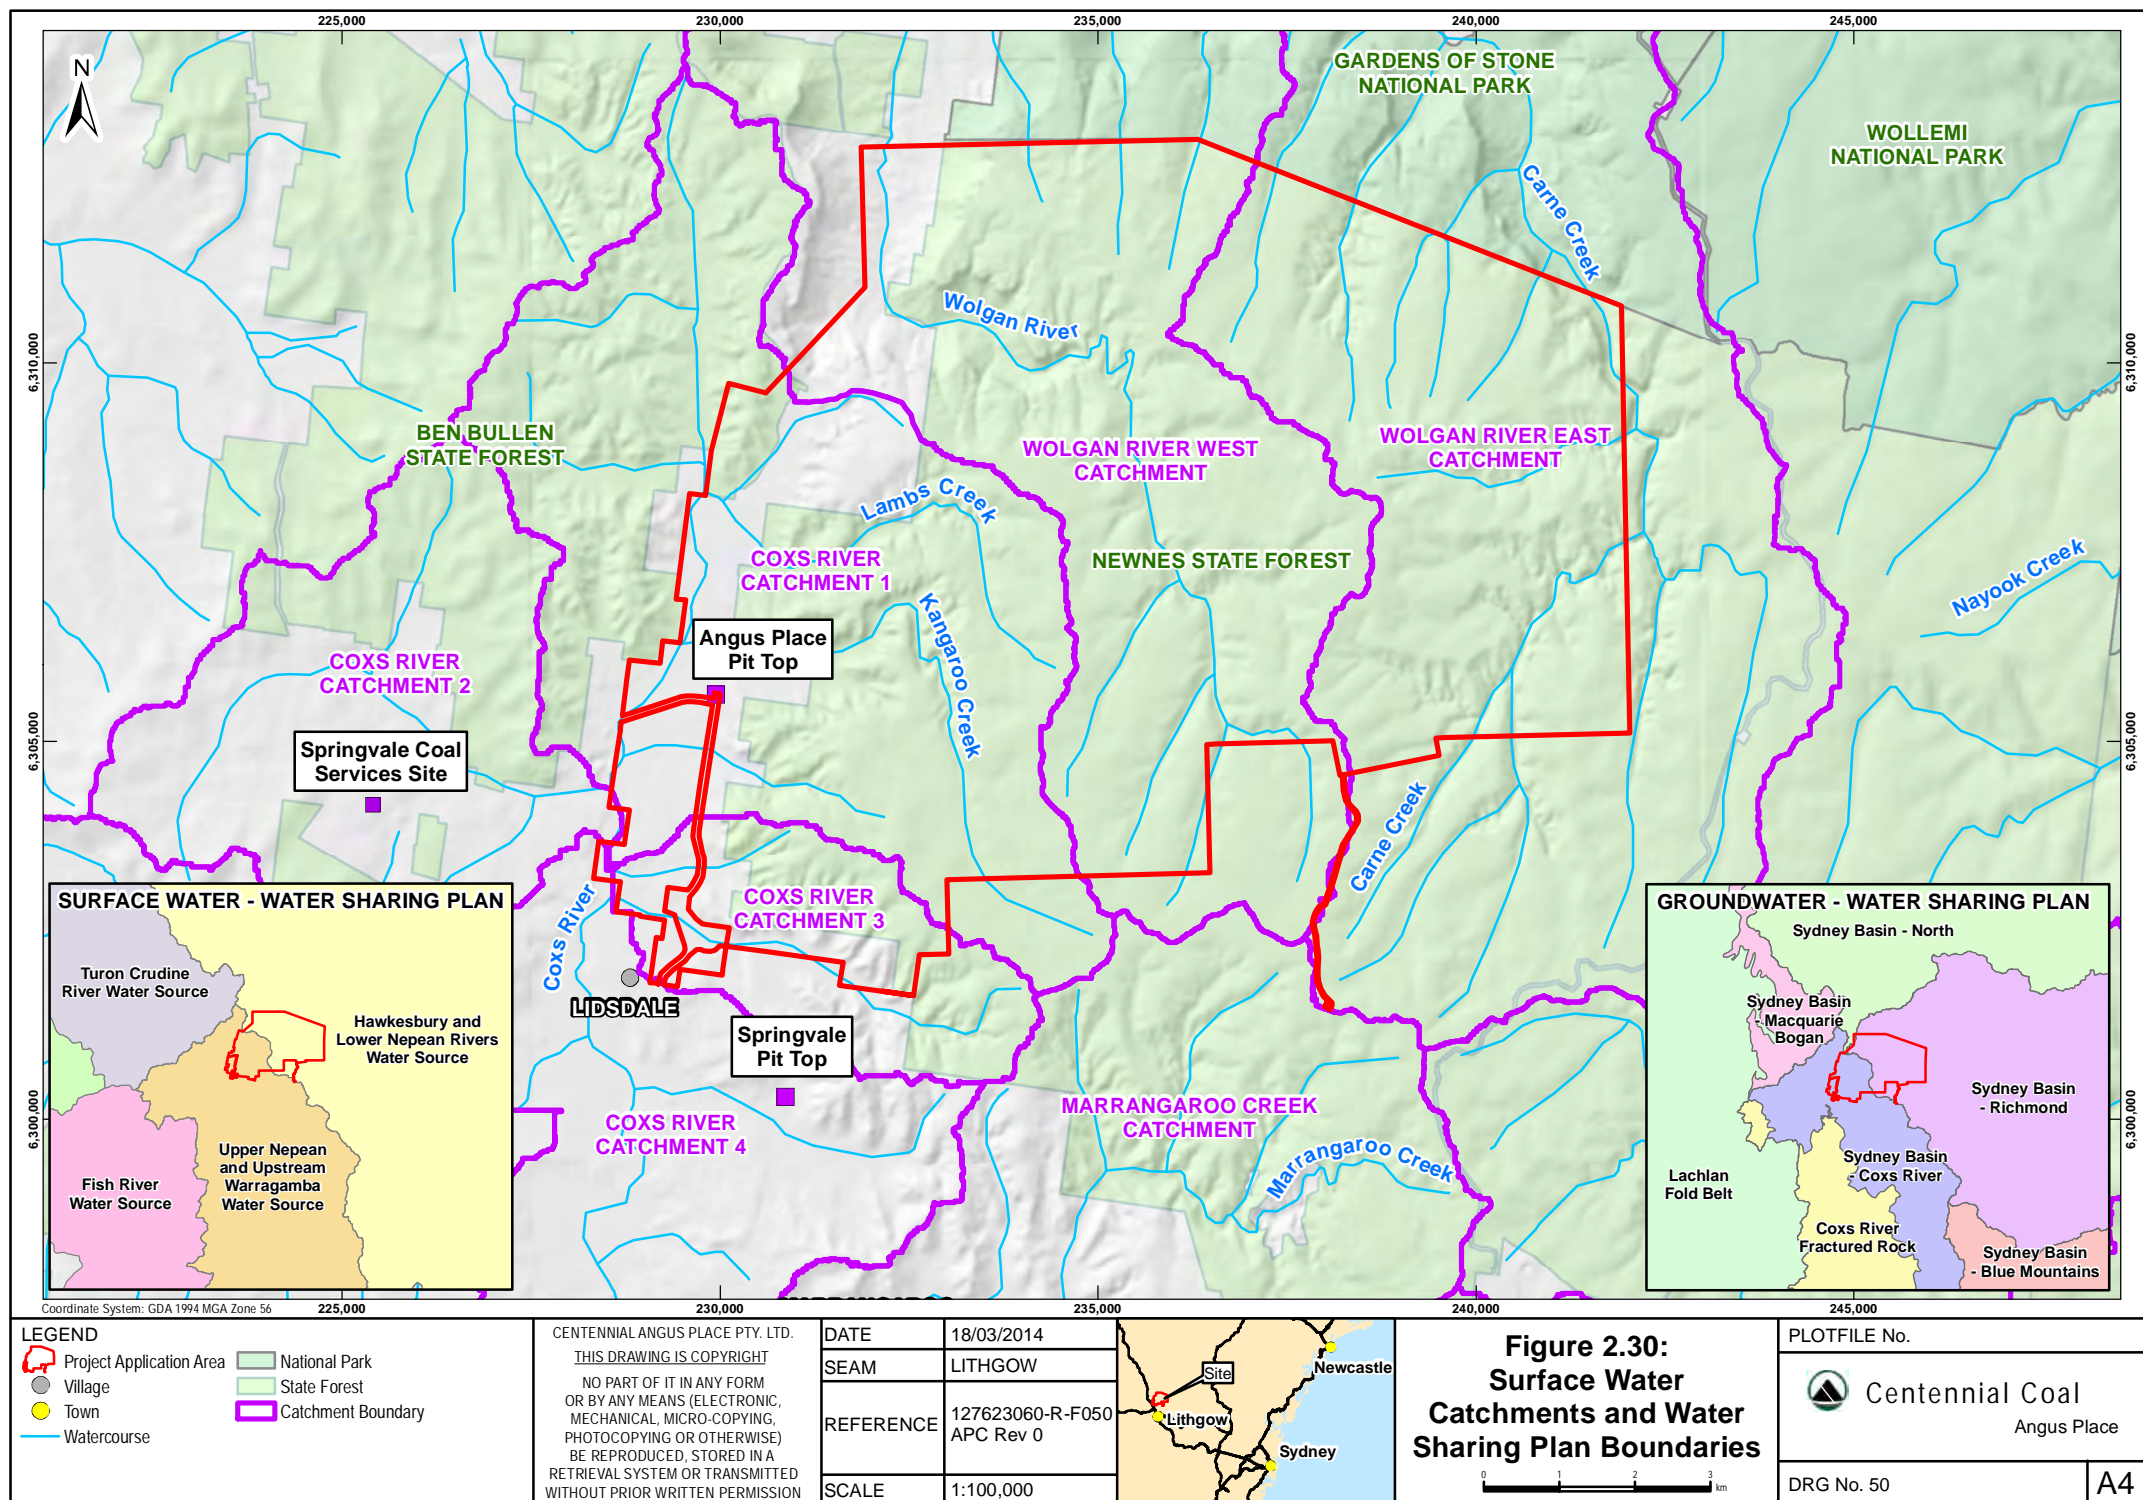 225,000
230,000
235,000
240,000
245,000
N
GARDENS OF STONE
NATIONAL PARK
WOLLEMI
NATIONAL PARK
Carne Creek
Wolgan River
6,310,000
6,310,000
BEN BULLEN
STATE FOREST
WOLGAN RIVER WEST
CATCHMENT
WOLGAN RIVER EAST
CATCHMENT
Lambs Creek
COXS RIVER
CATCHMENT 1
NEWNES STATE FOREST
Nayook Creek
Kangaroo Creek
Angus Place
Pit Top
COXS RIVER
CATCHMENT 2
6,305,000
6,305,000
Springvale Coal
Services Site
Carne Creek
COXS RIVER
CATCHMENT 3
Coxs River
LIDSDALE
Springvale
Pit Top
COXS RIVER
CATCHMENT 4
MARRANGAROO CREEK
CATCHMENT
Marrangaroo Creek
6,300,000
6,300,000
SURFACE WATER - WATER SHARING PLAN
Turon Crudine
River Water Source
Hawkesbury and
Lower Nepean Rivers
Water Source
Upper Nepean
and Upstream
Warragamba
Water Source
Fish River
Water Source
GROUNDWATER - WATER SHARING PLAN
Sydney Basin - North
Sydney Basin
- Macquarie
Bogan
Sydney Basin
- Richmond
Sydney Basin
- Coxs River
Lachlan
Fold Belt
Coxs River
Fractured Rock
Sydney Basin
- Blue Mountains
Coordinate System: GDA 1994 MGA Zone 56
225,000
230,000
235,000
240,000
245,000
LEGEND
Project Application Area
Village
Town
Watercourse
National Park
State Forest
Catchment Boundary
CENTENNIAL ANGUS PLACE PTY. LTD.
THIS DRAWING IS COPYRIGHT
NO PART OF IT IN ANY FORM
OR BY ANY MEANS (ELECTRONIC,
MECHANICAL, MICRO-COPYING,
PHOTOCOPYING OR OTHERWISE)
BE REPRODUCED, STORED IN A
RETRIEVAL SYSTEM OR TRANSMITTED
WITHOUT PRIOR WRITTEN PERMISSION
DATE 18/03/2014
SEAM LITHGOW
REFERENCE 127623060-R-F050
APC Rev 0
SCALE 1:100,000
Site
Newcastle
Lithgow
Sydney
Figure 2.30:
Surface Water
Catchments and Water
Sharing Plan Boundaries
0 1 2 3
km
PLOTFILE No.
Centennial Coal
Angus Place
DRG No. 50
A4